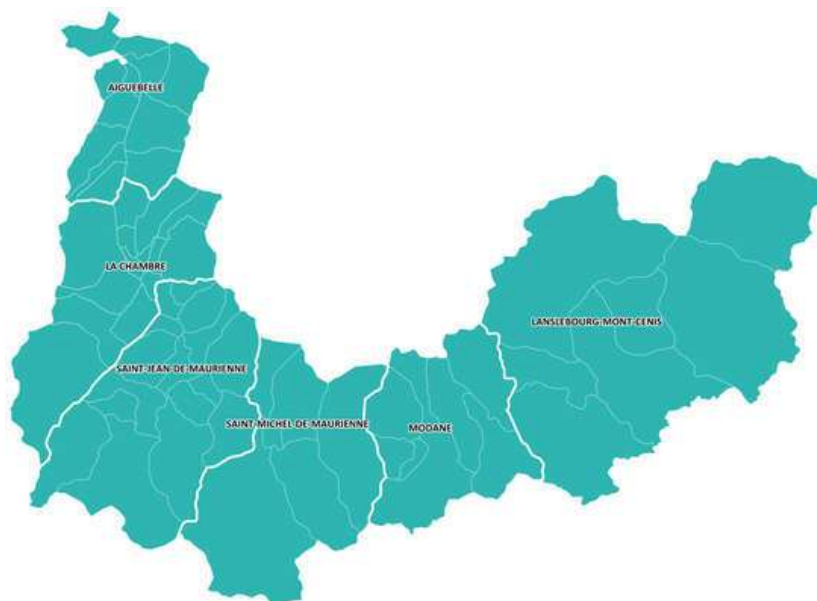 AIGUEBELLE
LA CHAMBRE
LANSLEBOURG-MONT-CENIS
SAINT-JEAN-DE-MAURIENNE
SAINT-MICHEL-DE-MAURIENNE
MODANE